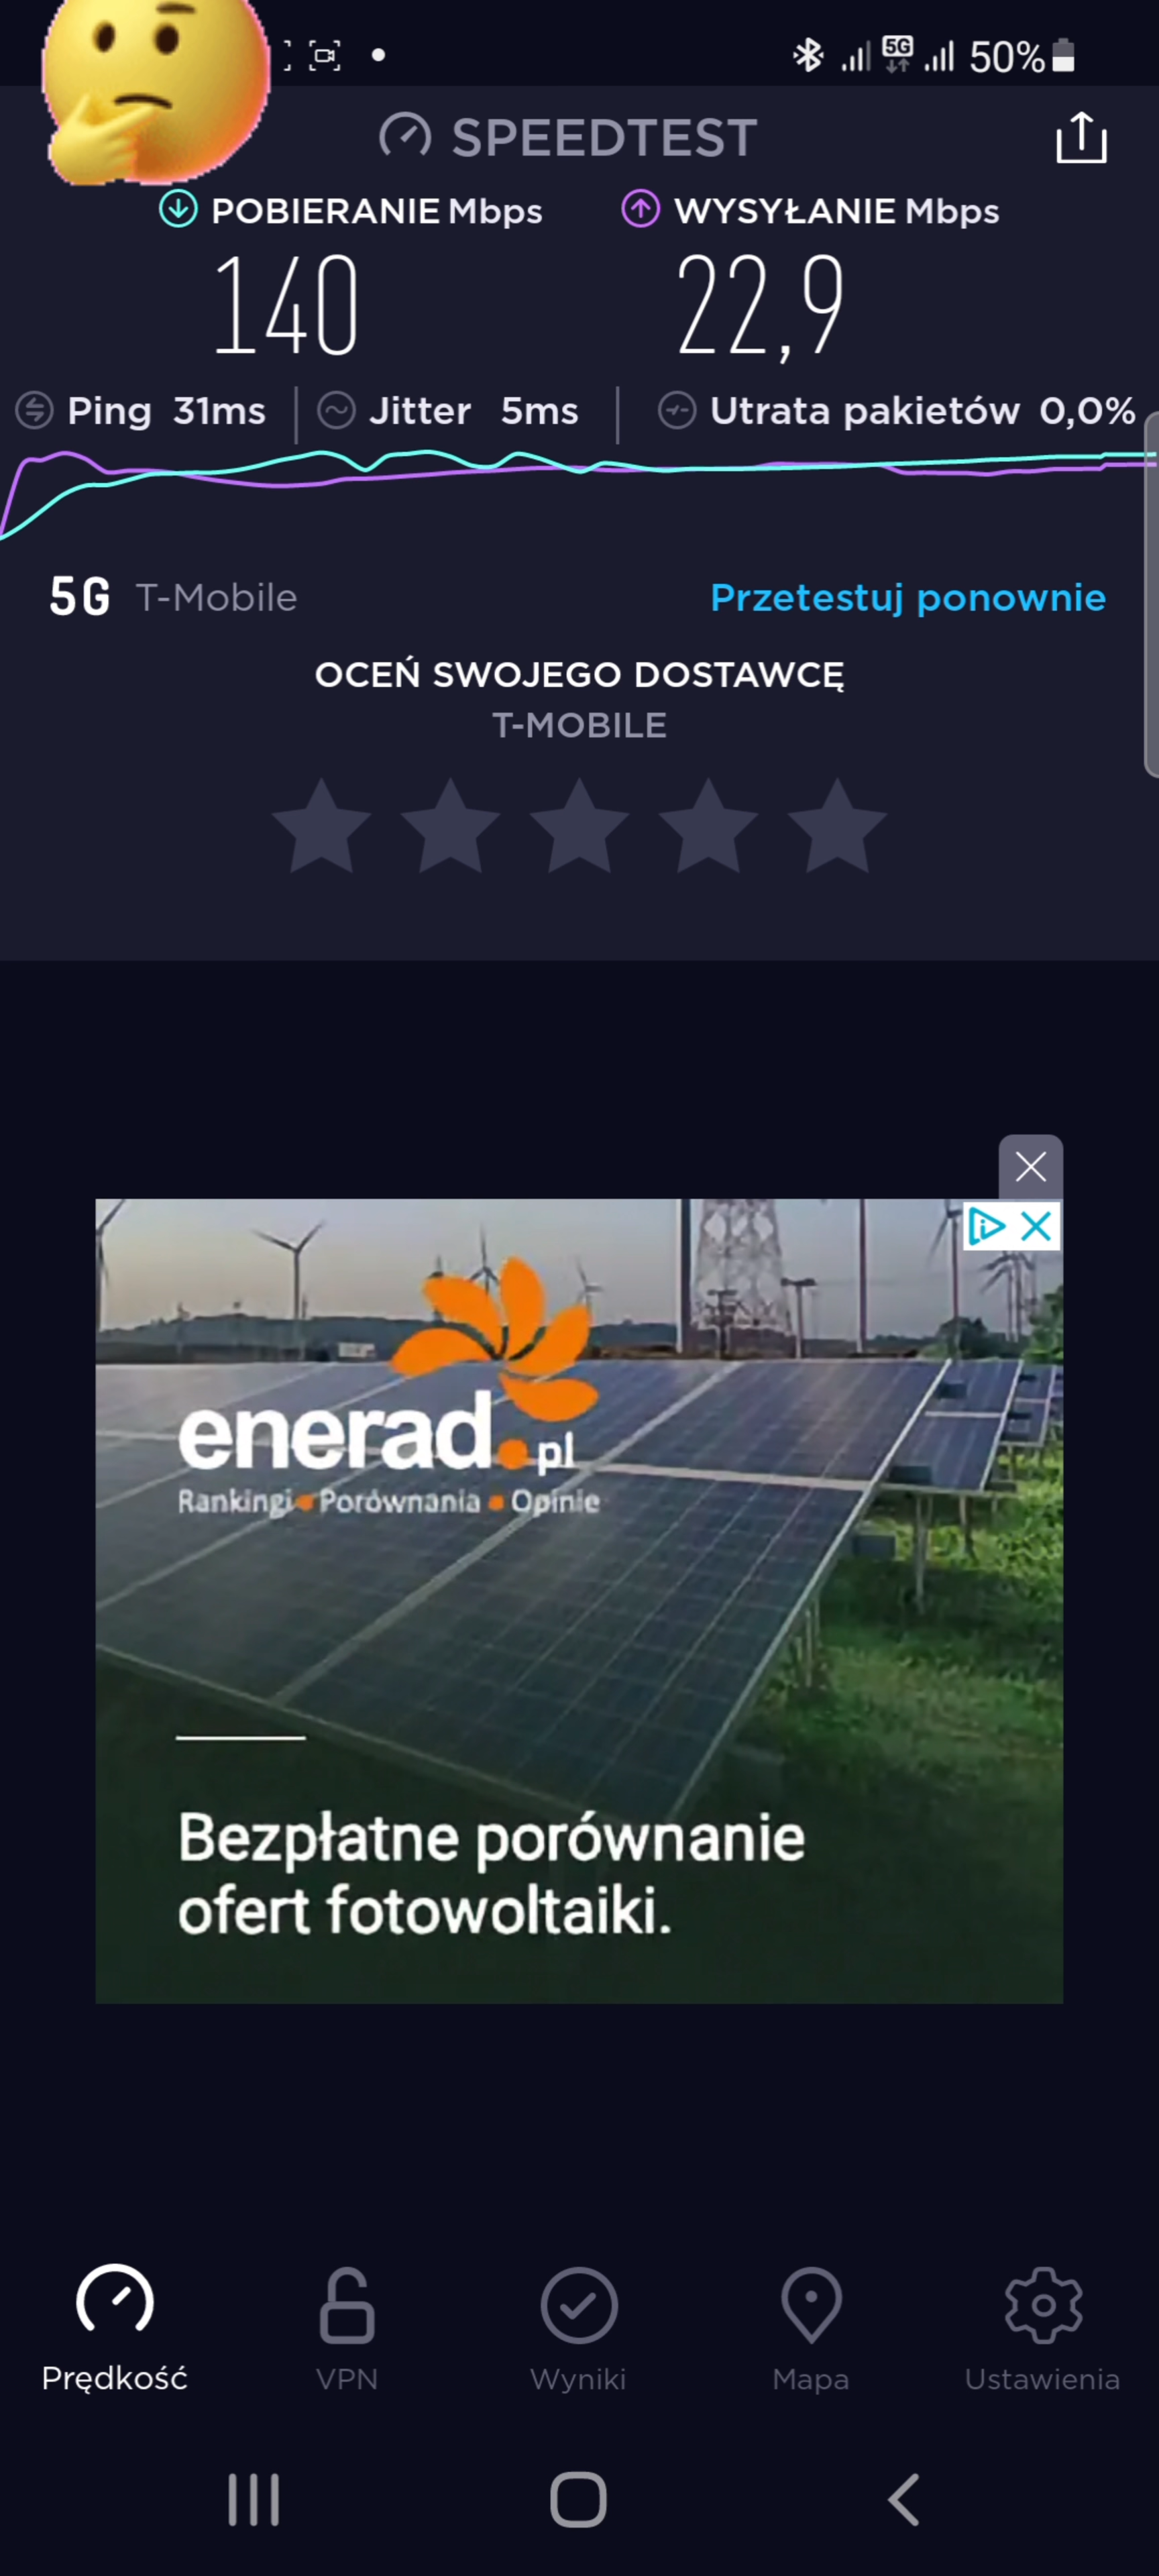 5G 50%
SPEEDTEST
POBIERANIE Mbps WYSYŁANIE Mbps
140 22,9
Ping 31ms Jitter 5ms Utrata pakietów 0,0%
5G T-Mobile Przetestuj ponownie
OCEŃ SWOJEGO DOSTAWCĘ
T-MOBILE
enerad.pl
Rankingi Porównania Opinie
Bezpłatne porównanie
ofert fotowoltaiki.
Prędkość VPN Wyniki Mapa Ustawienia